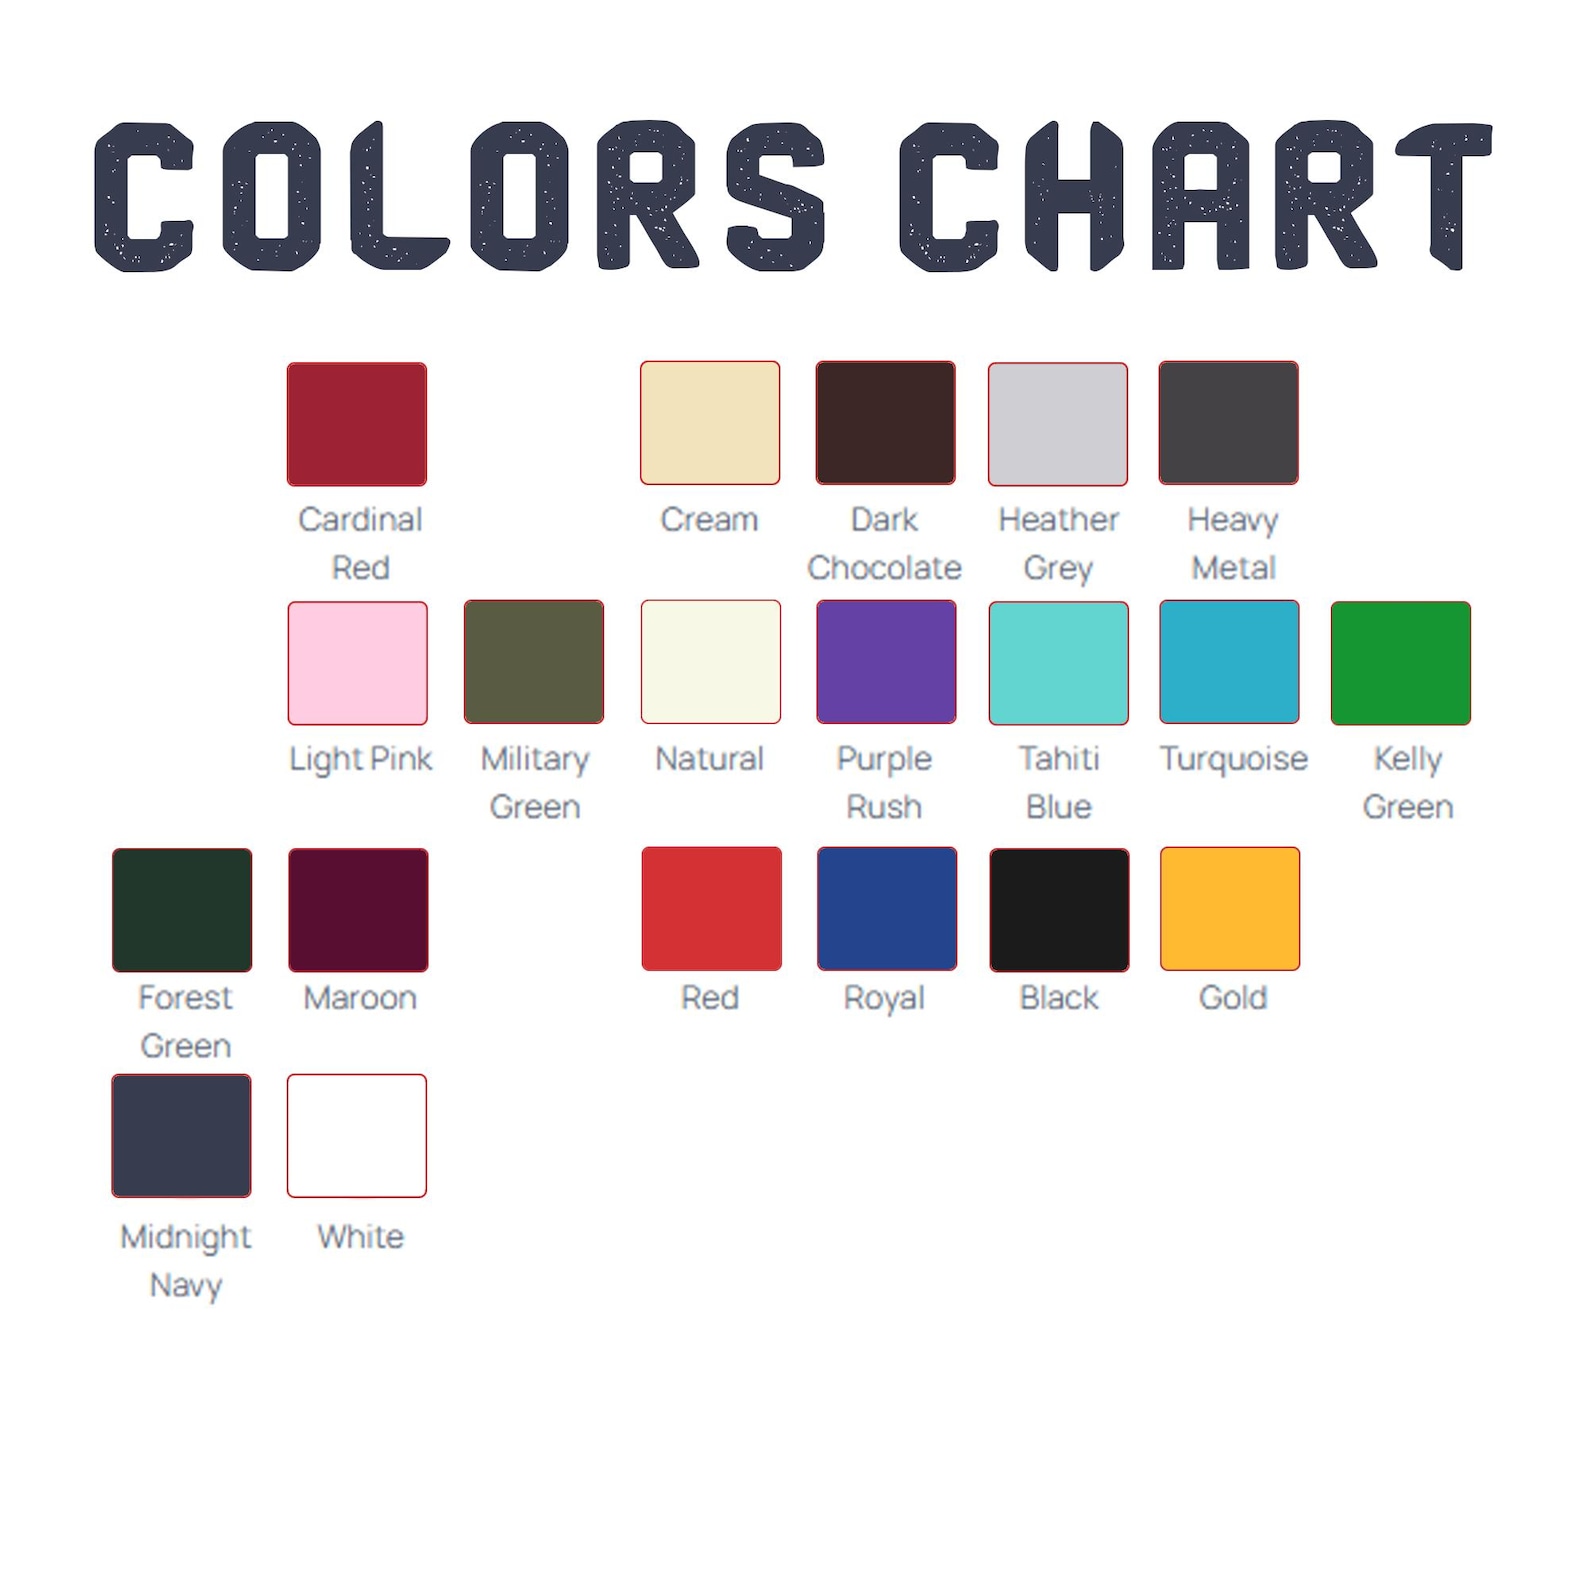 COLORS CHART
Cardinal Red
Cream
Dark Chocolate
Heather Grey
Heavy Metal
Light Pink
Military Green
Natural
Purple Rush
Tahiti Blue
Turquoise
Kelly Green
Forest Green
Maroon
Red
Royal
Black
Gold
Midnight Navy
White